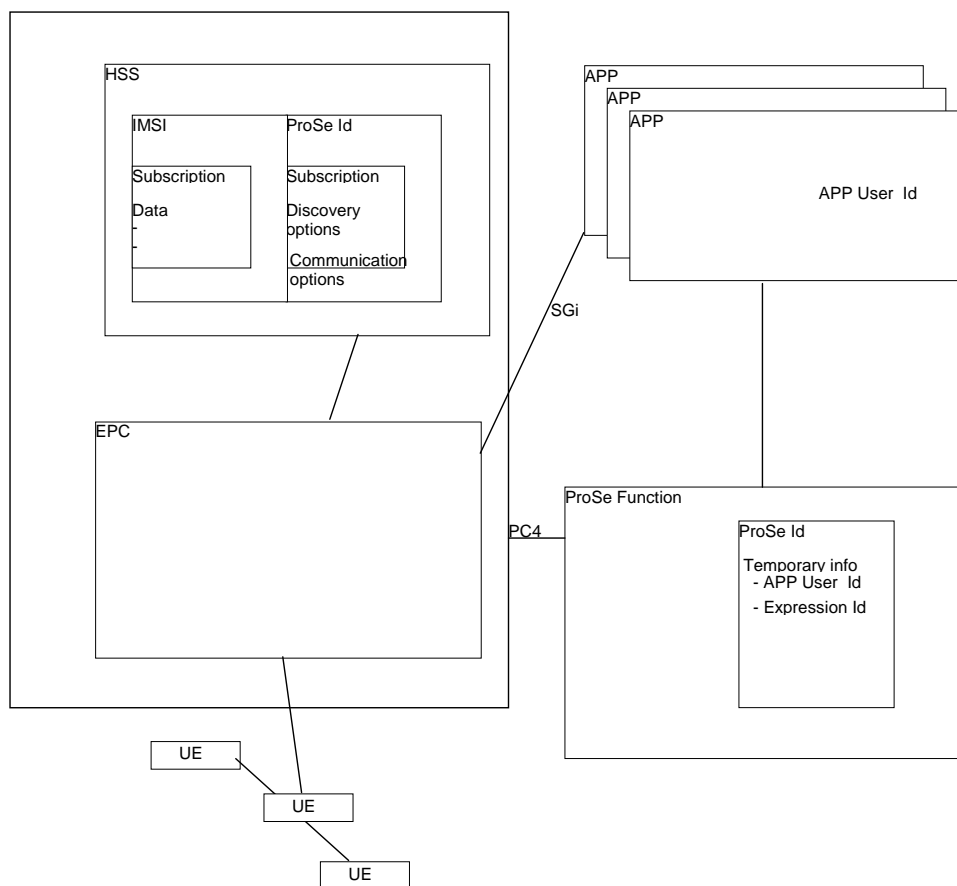 HSS
IMSI
ProSe Id
Subscription
Data
-
-
Subscription
Discovery
options
Communication
options
APP
APP
APP
APP User Id
SGi
EPC
PC4
ProSe Function
ProSe Id
Temporary info
- APP User Id
- Expression Id
UE
UE
UE